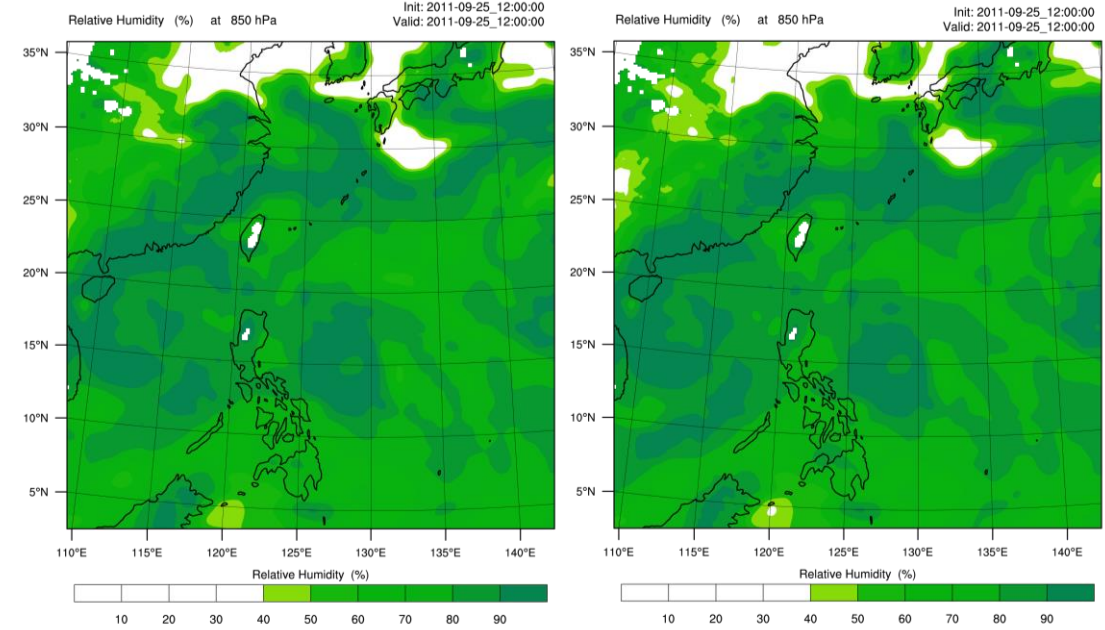 Init: 2011-09-25_12:00:00
Relative Humidity (%) at 850 hPa
Valid: 2011-09-25_12:00:00
35°N
30°N
25°N
20°N
15°N
10°N
5°N
110°E 115°E 120°E 125°E 130°E 135°E 140°E
Relative Humidity (%)
10 20 30 40 50 60 70 80 90
Init: 2011-09-25_12:00:00
Relative Humidity (%) at 850 hPa
Valid: 2011-09-25_12:00:00
35°N
30°N
25°N
20°N
15°N
10°N
5°N
110°E 115°E 120°E 125°E 130°E 135°E 140°E
Relative Humidity (%)
10 20 30 40 50 60 70 80 90